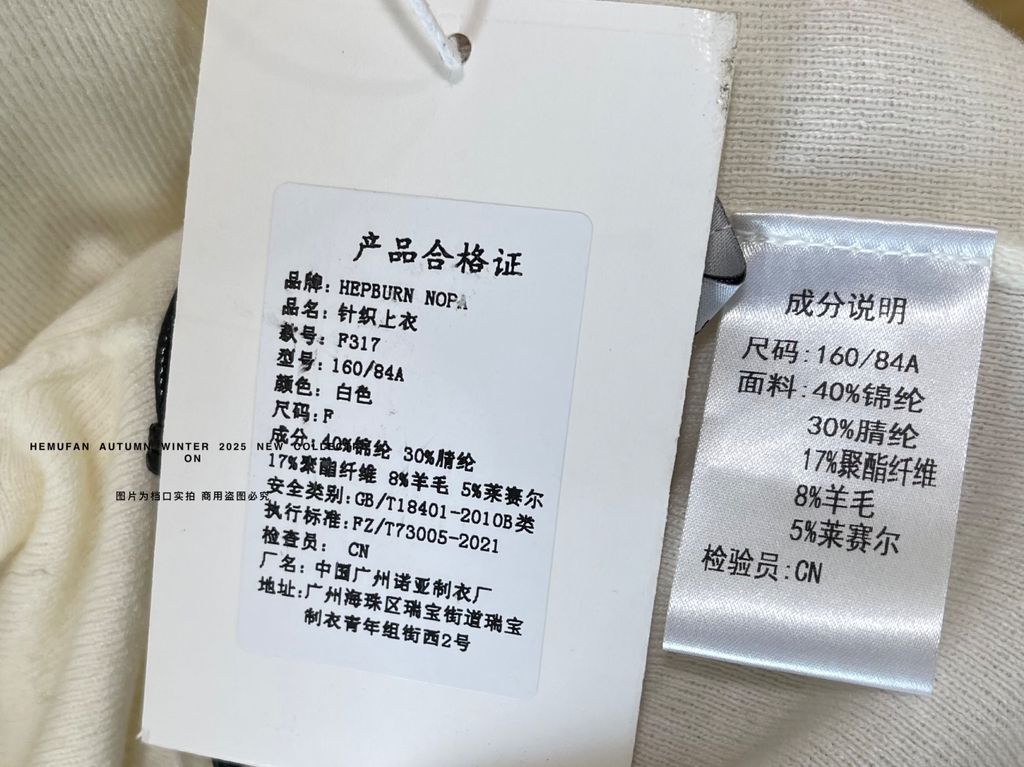 产品合格证
品牌: HEPBURN NOPA
品名: 针织上衣
款号: F317
型号: 160/84A
颜色: 白色
尺码:F
成分:40%锦纶 30%腈纶
17%聚酯纤维 8%羊毛 5%莱赛尔
安全类别:GB/T18401-2010B类
执行标准:FZ/T73005-2021
检查员: CN
厂名: 中国广州诺亚制衣厂
地址:广州海珠区瑞宝街道瑞宝
制衣青年组街西2号
成分说明
尺码:160/84A
面料:40%锦纶
30%腈纶
17%聚酯纤维
8%羊毛
5%莱赛尔
检验员:CN
HEMUFAN AUTUMN WINTER 2025 NEW COLLECTI
ON
图片为档口实拍 商用盗图必究